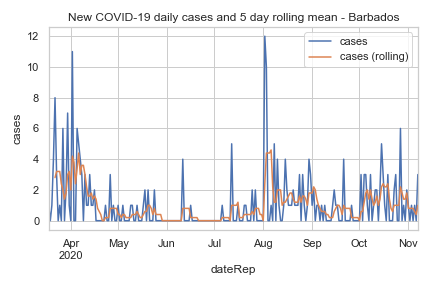 New COVID-19 daily cases and 5 day rolling mean - Barbados
cases
cases (rolling)
12
10
8
6
4
2
0
cases
Apr May Jun Jul Aug Sep Oct Nov
2020
dateRep